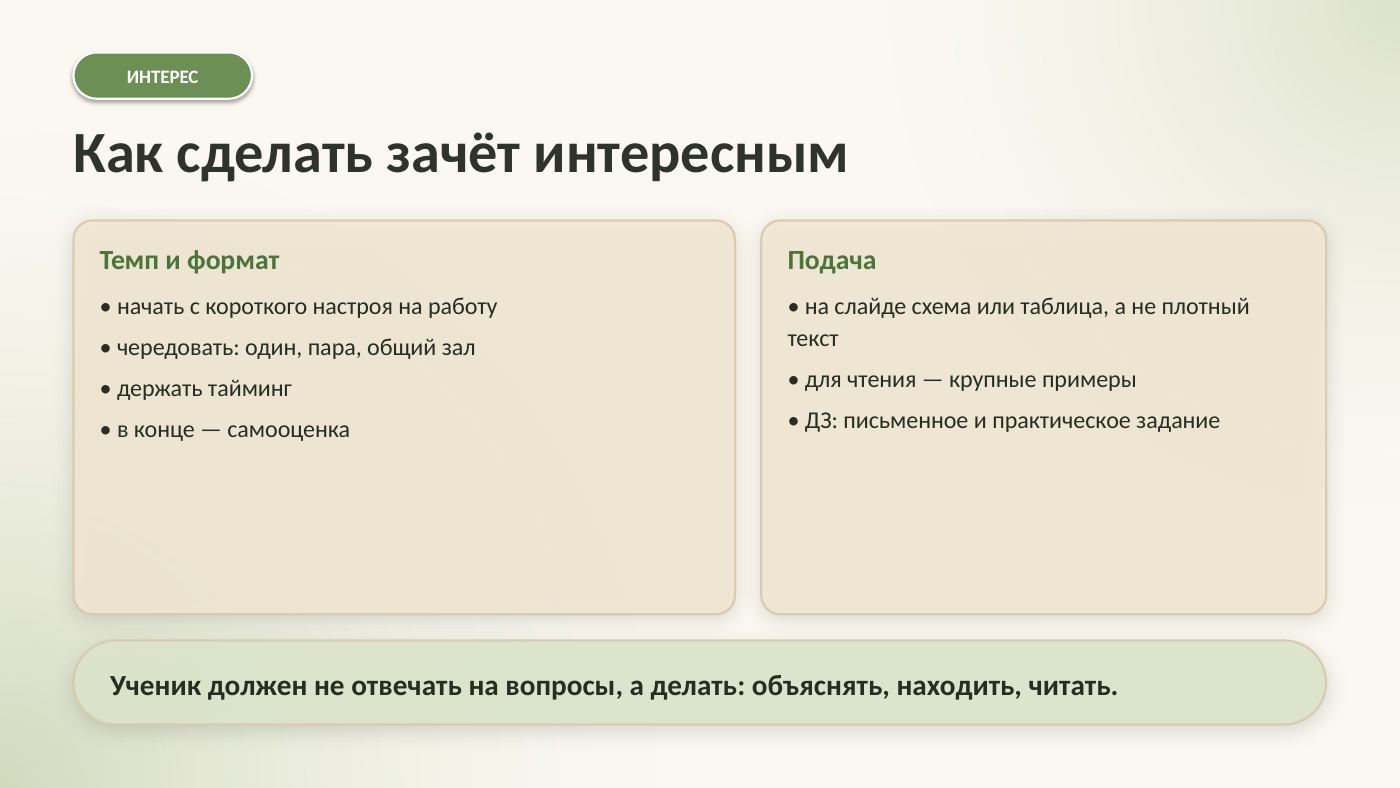 ИНТЕРЕС
Как сделать зачёт интересным
Темп и формат
• начать с короткого настроя на работу
• чередовать: один, пара, общий зал
• держать тайминг
• в конце — самооценка
Подача
• на слайде схема или таблица, а не плотный
текст
• для чтения — крупные примеры
• ДЗ: письменное и практическое задание
Ученик должен не отвечать на вопросы, а делать: объяснять, находить, читать.